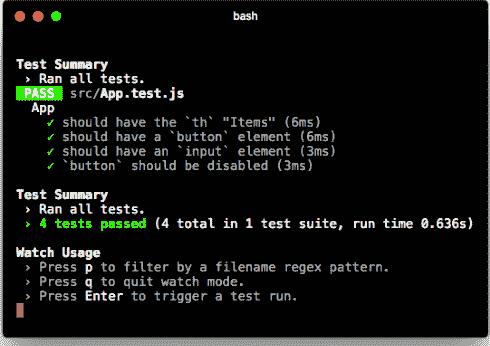 bash
Test Summary
› Ran all tests.
PASS src/App.test.js
App
✓ should have the `th` "Items" (6ms)
✓ should have a `button` element (6ms)
✓ should have an `input` element (3ms)
✓ `button` should be disabled (3ms)
Test Summary
› Ran all tests.
› 4 tests passed (4 total in 1 test suite, run time 0.636s)
Watch Usage
› Press p to filter by a filename regex pattern.
› Press q to quit watch mode.
› Press Enter to trigger a test run.